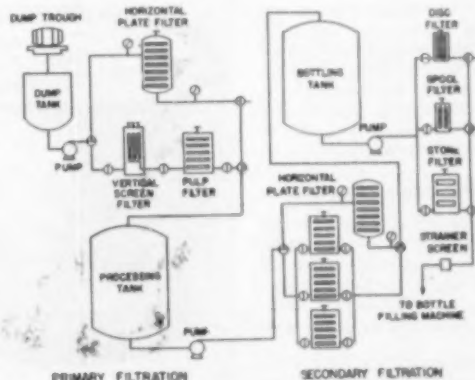 DUMP TROUGH
DUMP
TANK
PUMP
HORIZONTAL
PLATE FILTER
VERTICAL
SCREEN
FILTER
PULP
FILTER
PROCESSING
TANK
PUMP
PRIMARY FILTRATION
BOTTLING
TANK
PUMP
HORIZONTAL
PLATE FILTER
DISC
FILTER
SPOOL
FILTER
STONE
FILTER
STRAINER
SCREEN
TO BOTTLE
FILLING MACHINE
SECONDARY FILTRATION